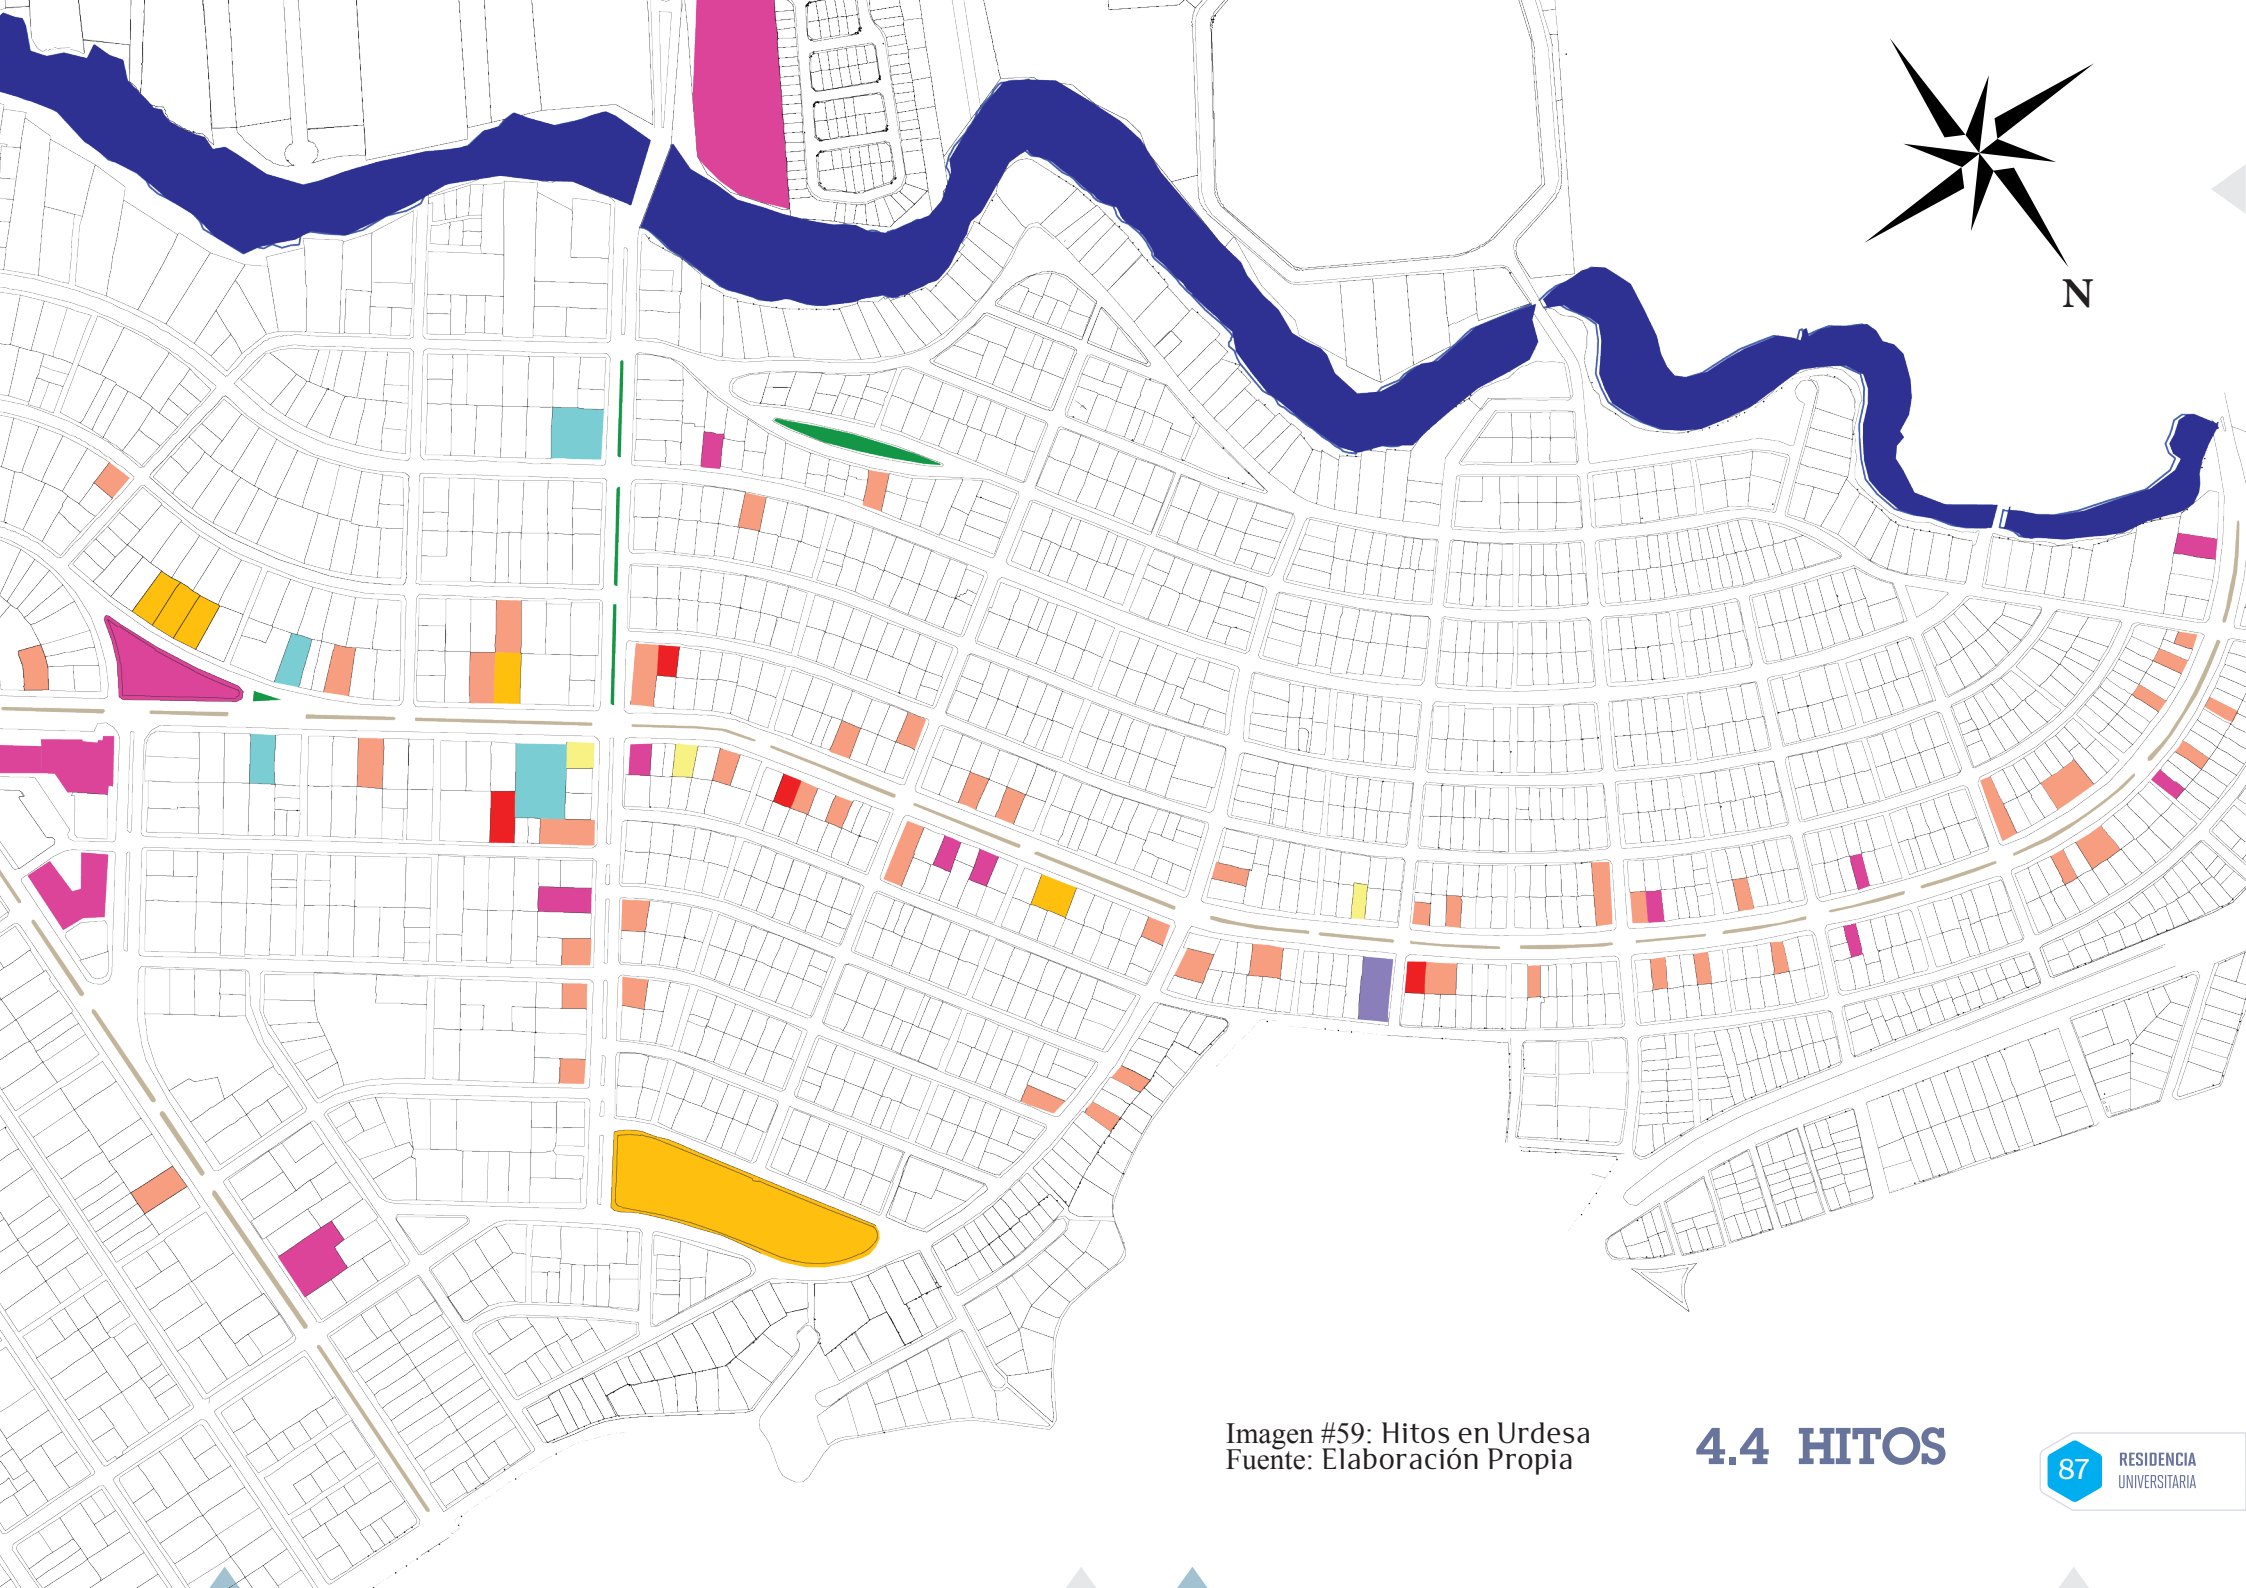 N
Imagen #59: Hitos en Urdesa
Fuente: Elaboración Propia
4.4 HITOS
87
RESIDENCIA
UNIVERSITARIA